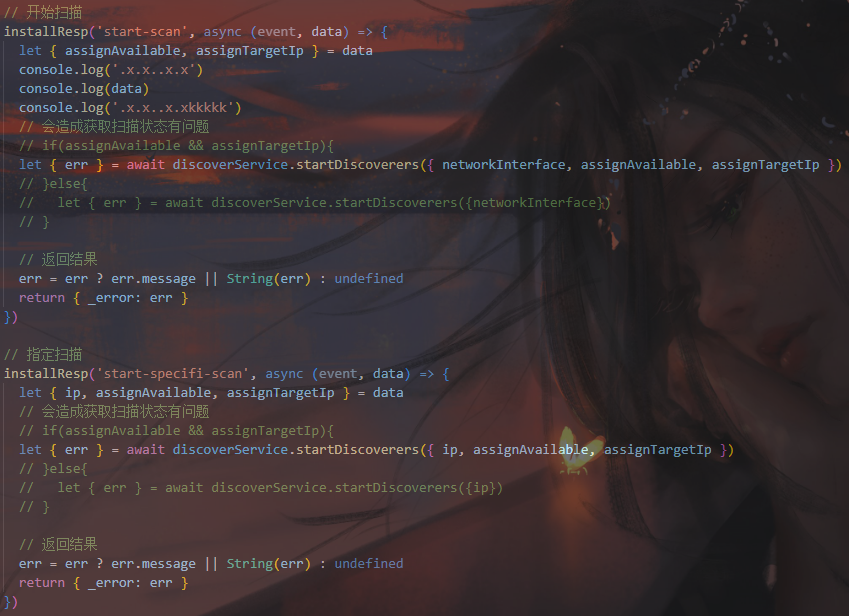 // 开始扫描
installResp('start-scan', async (event, data) => {
let { assignAvailable, assignTargetIp } = data
console.log('.x.x..x.x')
console.log(data)
console.log('.x.x..x.xkkkkk')
// 会造成获取扫描状态有问题
// if(assignAvailable && assignTargetIp){
let { err } = await discoverService.startDiscoverers({ networkInterface, assignAvailable, assignTargetIp })
// }else{
//   let { err } = await discoverService.startDiscoverers({networkInterface})
// }
// 返回结果
err = err ? err.message || String(err) : undefined
return { _error: err }
})
// 指定扫描
installResp('start-specifi-scan', async (event, data) => {
let { ip, assignAvailable, assignTargetIp } = data
// 会造成获取扫描状态有问题
// if(assignAvailable && assignTargetIp){
let { err } = await discoverService.startDiscoverers({ ip, assignAvailable, assignTargetIp })
// }else{
//   let { err } = await discoverService.startDiscoverers({ip})
// }
// 返回结果
err = err ? err.message || String(err) : undefined
return { _error: err }
})